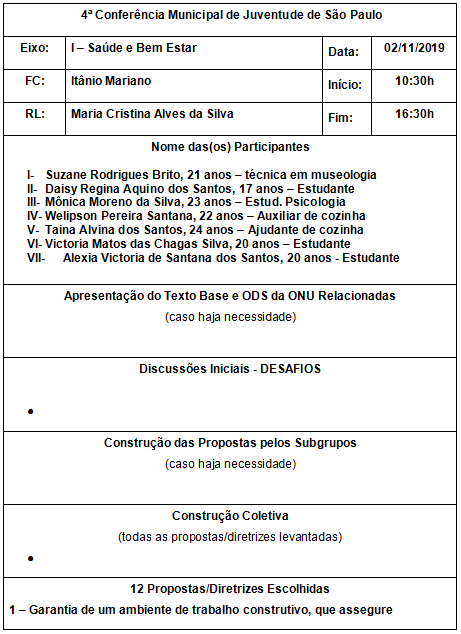 4ª Conferência Municipal de Juventude de São Paulo
Eixo: I – Saúde e Bem Estar Data: 02/11/2019
FC: Itânio Mariano Início: 10:30h
RL: Maria Cristina Alves da Silva Fim: 16:30h
Nome das(os) Participantes
I- Suzane Rodrigues Brito, 21 anos – técnica em museologia
II- Daisy Regina Aquino dos Santos, 17 anos – Estudante
III- Mônica Moreno da Silva, 23 anos – Estud. Psicologia
IV- Welipson Pereira Santana, 22 anos – Auxiliar de cozinha
V- Taina Alvina dos Santos, 24 anos – Ajudante de cozinha
VI- Victoria Matos das Chagas Silva, 20 anos – Estudante
VII- Alexia Victoria de Santana dos Santos, 20 anos - Estudante
Apresentação do Texto Base e ODS da ONU Relacionadas
(caso haja necessidade)
Discussões Iniciais - DESAFIOS
•
Construção das Propostas pelos Subgrupos
(caso haja necessidade)
Construção Coletiva
(todas as propostas/diretrizes levantadas)
•
12 Propostas/Diretrizes Escolhidas
1 – Garantia de um ambiente de trabalho construtivo, que assegure